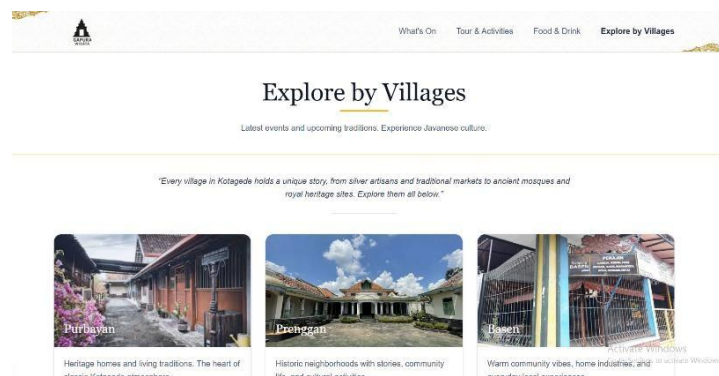 GAPURA
What's On
Tour & Activities
Food & Drink
Explore by Villages
Explore by Villages
Latest events and upcoming traditions. Experience Javanese culture.
"Every village in Kotagede holds a unique story, from silver artisans and traditional markets to ancient mosques and
royal heritage sites. Explore them all below."
Purbayan
Prenggan
Basen
Activate Windows
Heritage homes and living traditions. The heart of
Historic neighborhoods with stories, community
Warm community vibes, home industries, and